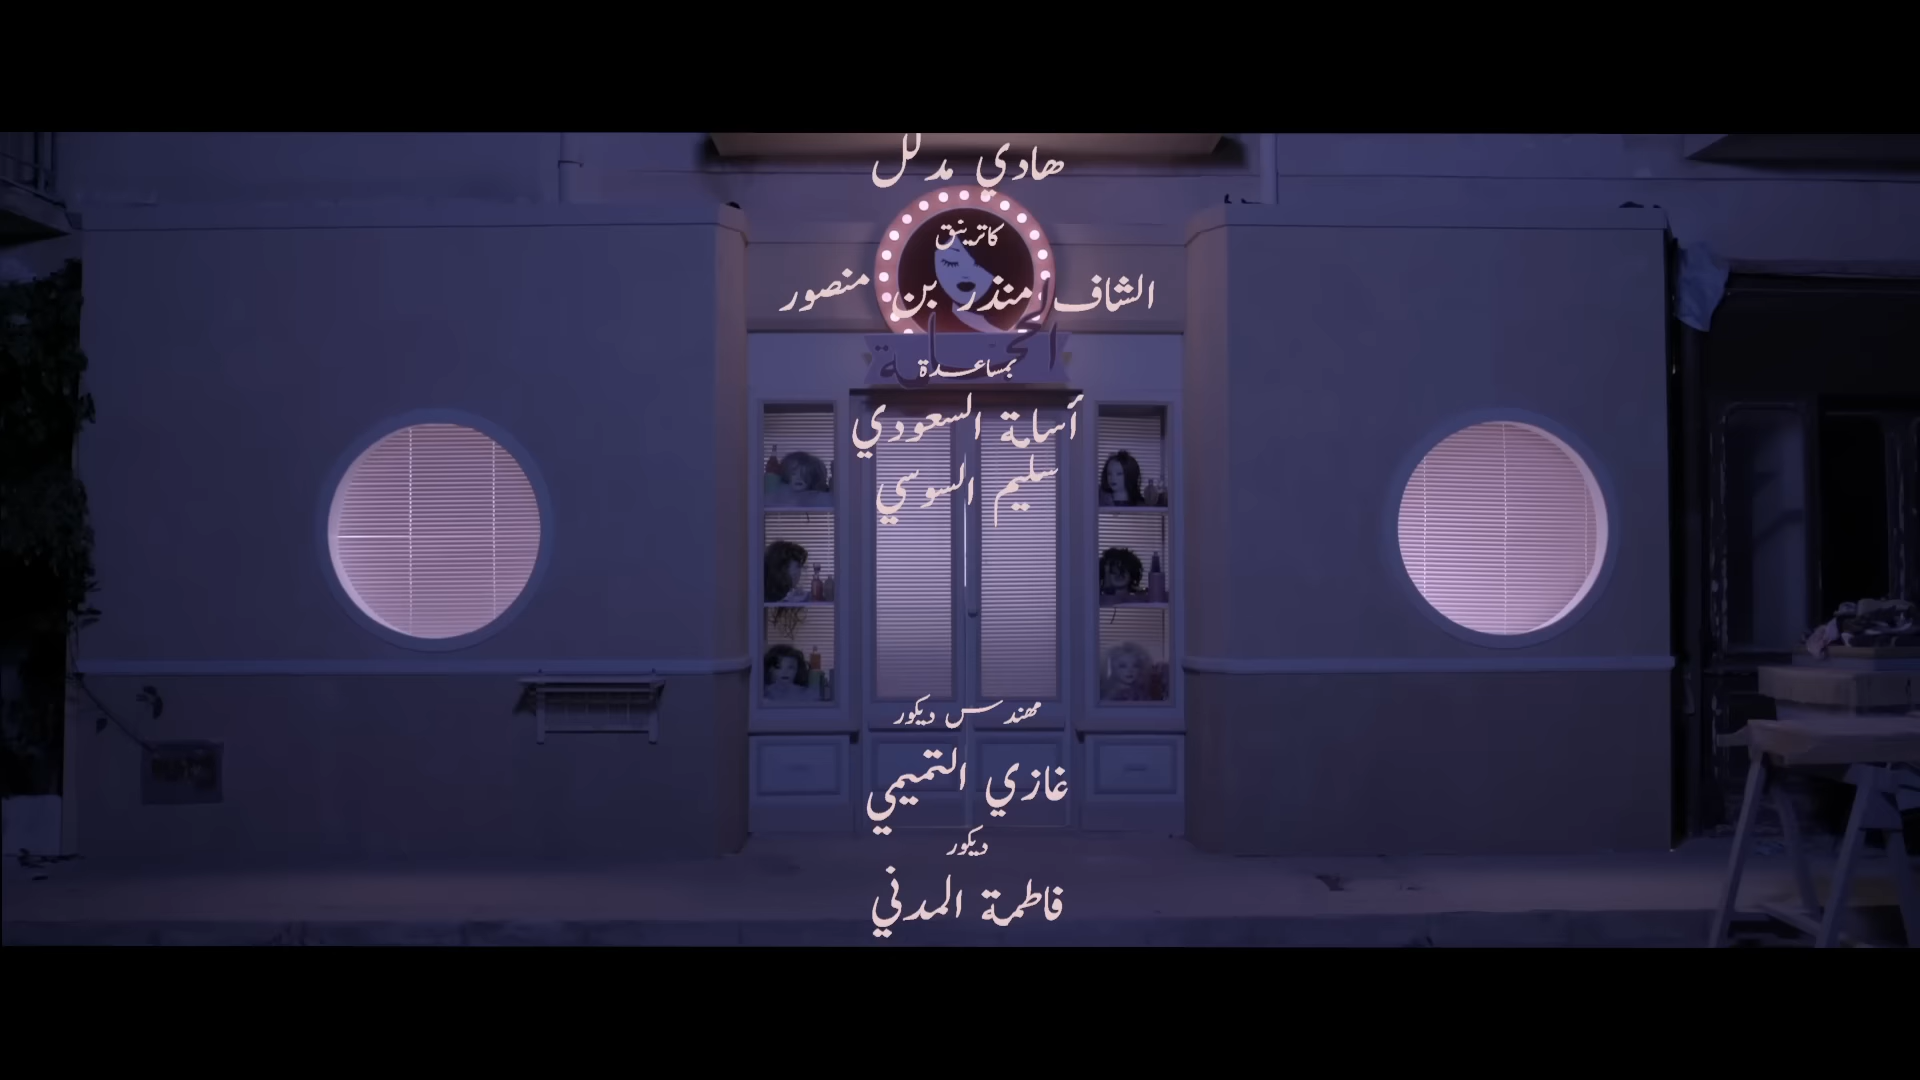 هادي مدلل
كاترينق
الشاف منذر بن منصور
الحجامة
بمساعدة
أسامة السعودي
سليم السوسي
مهندس ديكور
غازي التميمي
ديكور
فاطمة المدني